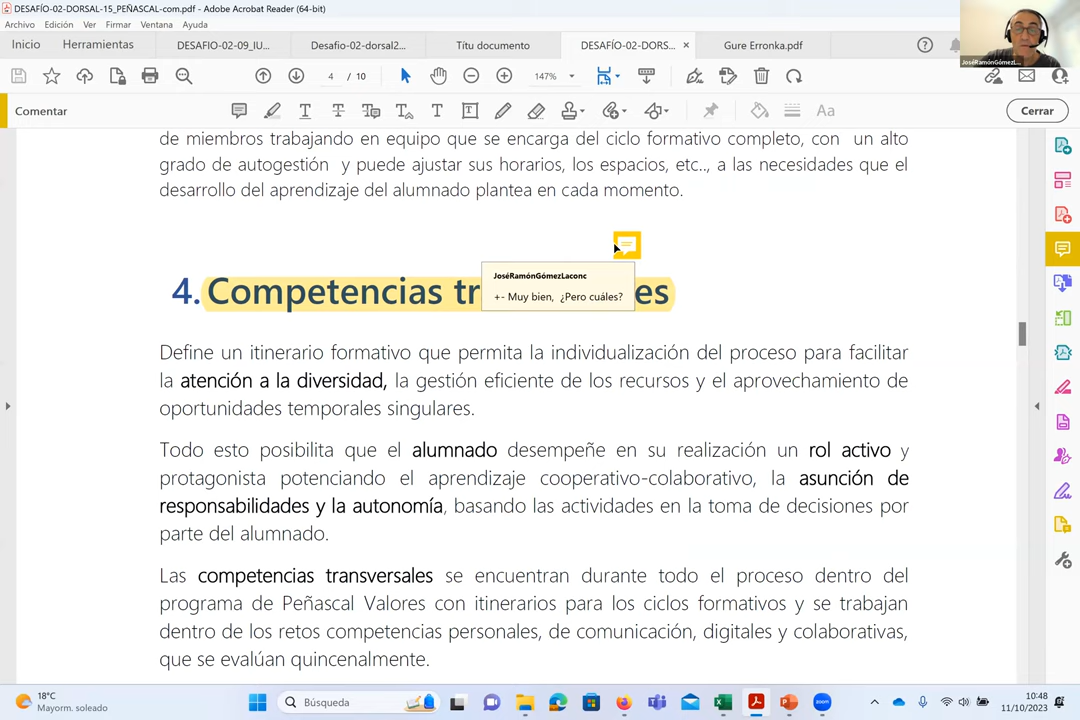 DESAFÍO-02-DORSAL-15_PEÑASCAL-com.pdf - Adobe Acrobat Reader (64-bit)
Archivo Edición Ver Firmar Ventana Ayuda
Inicio Herramientas DESAFIO-02-09_IU... Desafio-02-dorsal2... Títu documento DESAFÍO-02-DORS... × Gure Erronka.pdf
JoséRamónGómezL...
4 / 10 147%
Comentar Aa Cerrar
de miembros trabajando en equipo que se encarga del ciclo formativo completo, con un alto
grado de autogestión y puede ajustar sus horarios, los espacios, etc.., a las necesidades que el
desarrollo del aprendizaje del alumnado plantea en cada momento.
JoséRamónGómezLaconc
+- Muy bien, ¿Pero cuáles?
4. Competencias tr es
Define un itinerario formativo que permita la individualización del proceso para facilitar
la atención a la diversidad, la gestión eficiente de los recursos y el aprovechamiento de
oportunidades temporales singulares.
Todo esto posibilita que el alumnado desempeñe en su realización un rol activo y
protagonista potenciando el aprendizaje cooperativo-colaborativo, la asunción de
responsabilidades y la autonomía, basando las actividades en la toma de decisiones por
parte del alumnado.
Las competencias transversales se encuentran durante todo el proceso dentro del
programa de Peñascal Valores con itinerarios para los ciclos formativos y se trabajan
dentro de los retos competencias personales, de comunicación, digitales y colaborativas,
que se evalúan quincenalmente.
18°C
Mayorm. soleado
Búsqueda
zoom
10:48
11/10/2023